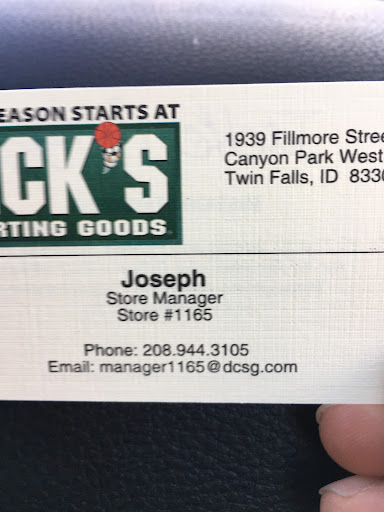 EASON STARTS AT
CK'S
RTING GOODS
1939 Fillmore Stree
Canyon Park West
Twin Falls, ID 8330
Joseph
Store Manager
Store #1165
Phone: 208.944.3105
Email: manager1165@dcsg.com